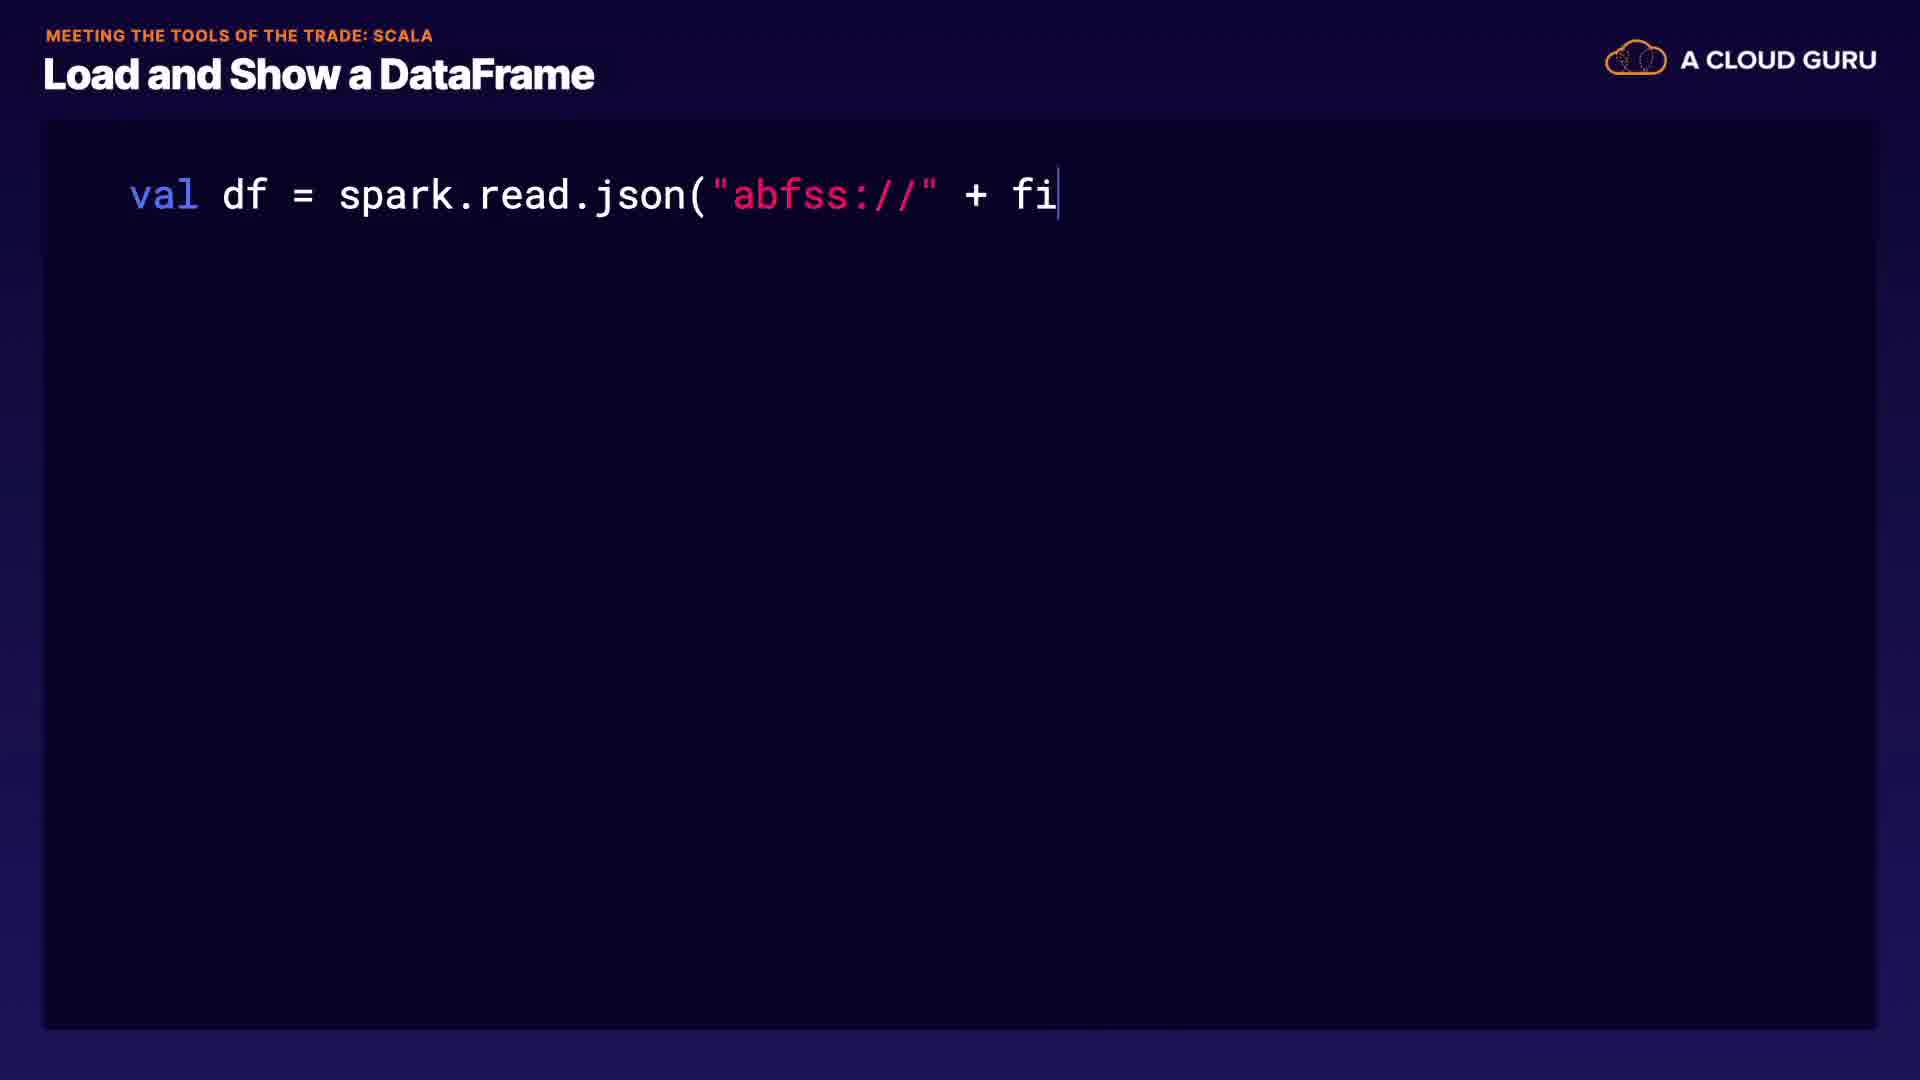 MEETING THE TOOLS OF THE TRADE: SCALA
Load and Show a DataFrame
A CLOUD GURU
val df = spark.read.json("abfss://" + fi